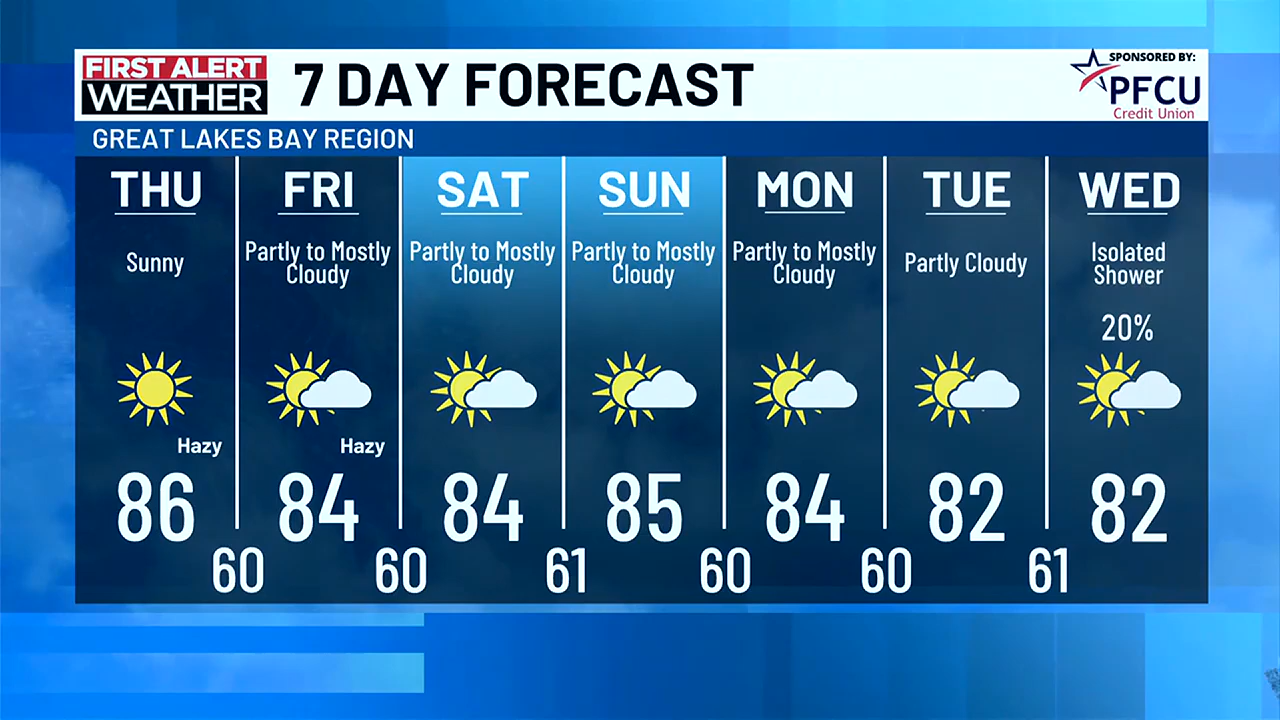 FIRST ALERT
WEATHER
7 DAY FORECAST
SPONSORED BY:
PFCU
Credit Union
GREAT LAKES BAY REGION
THU
Sunny
Hazy
86
60
FRI
Partly to Mostly
Cloudy
Hazy
84
60
SAT
Partly to Mostly
Cloudy
84
61
SUN
Partly to Mostly
Cloudy
85
60
MON
Partly to Mostly
Cloudy
84
60
TUE
Partly Cloudy
82
61
WED
Isolated
Shower
20%
82